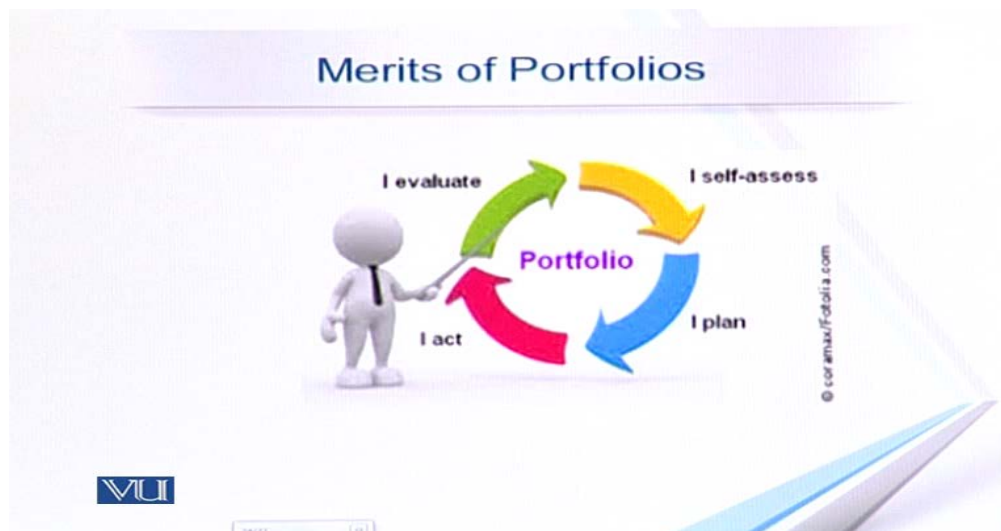 Merits of Portfolios
I evaluate
I self-assess
Portfolio
I act
I plan
© coramax/Fotolia.com
VU